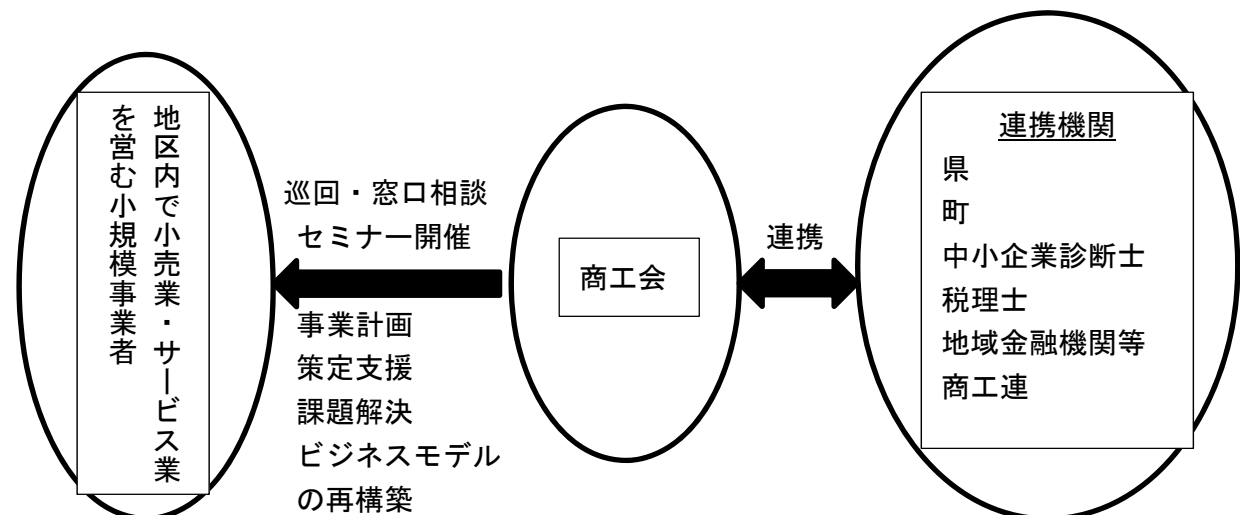 地区内で小売業・サービス業
を営む小規模事業者
巡回・窓口相談
セミナー開催
事業計画
策定支援
課題解決
ビジネスモデル
の再構築
商工会
連携
連携機関
県
町
中小企業診断士
税理士
地域金融機関等
商工連